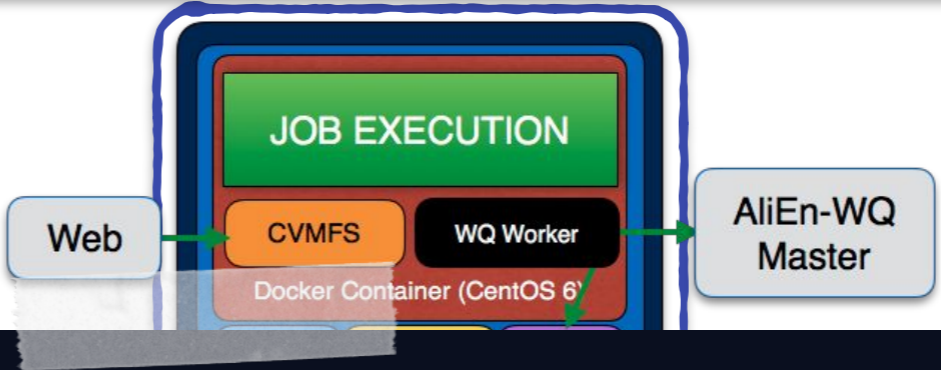 JOB EXECUTION
Web
CVMFS
WQ Worker
AliEn-WQ
Master
Docker Container (CentOS 6)